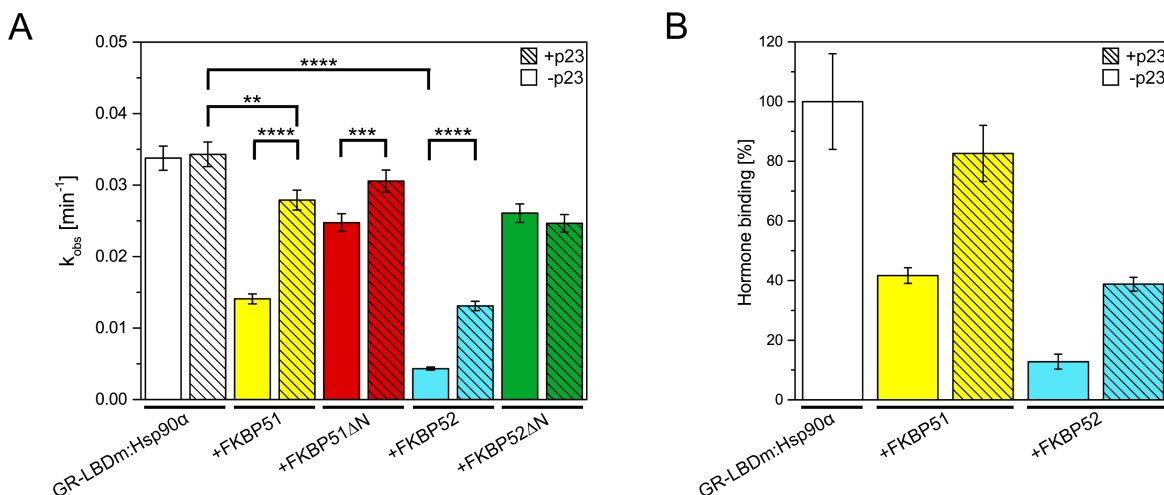 A
0.05
0.04
0.03
0.02
0.01
0.00
k_obs [min⁻¹]
+p23
-p23
****
**
****
***
****
GR-LBDm:Hsp90α
+FKBP51
+FKBP51ΔN
+FKBP52
+FKBP52ΔN
B
120
100
80
60
40
20
0
Hormone binding [%]
+p23
-p23
GR-LBDm:Hsp90α
+FKBP51
+FKBP52